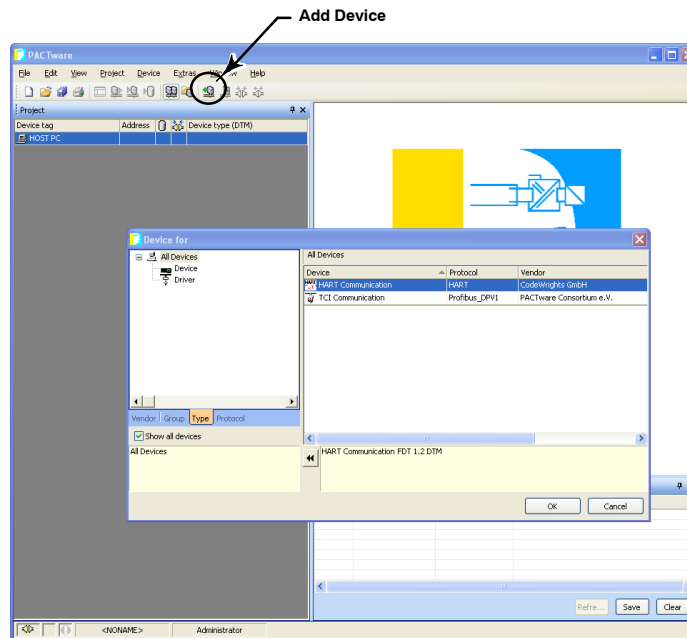 Add Device
PACTware
File Edit View Project Device Extras Window Help
Project
Device tag Address Device type (DTM)
HOST PC
Device for
All Devices
Device
Driver
All Devices
Device Protocol Vendor
HART Communication HART CodeWrights GmbH
TCI Communication Profibus_DPV1 PACTware Consortium e.V.
Vendor Group Type Protocol
Show all devices
All Devices
HART Communication FDT 1.2 DTM
OK Cancel
Refre... Save Clear
<NONAME> Administrator